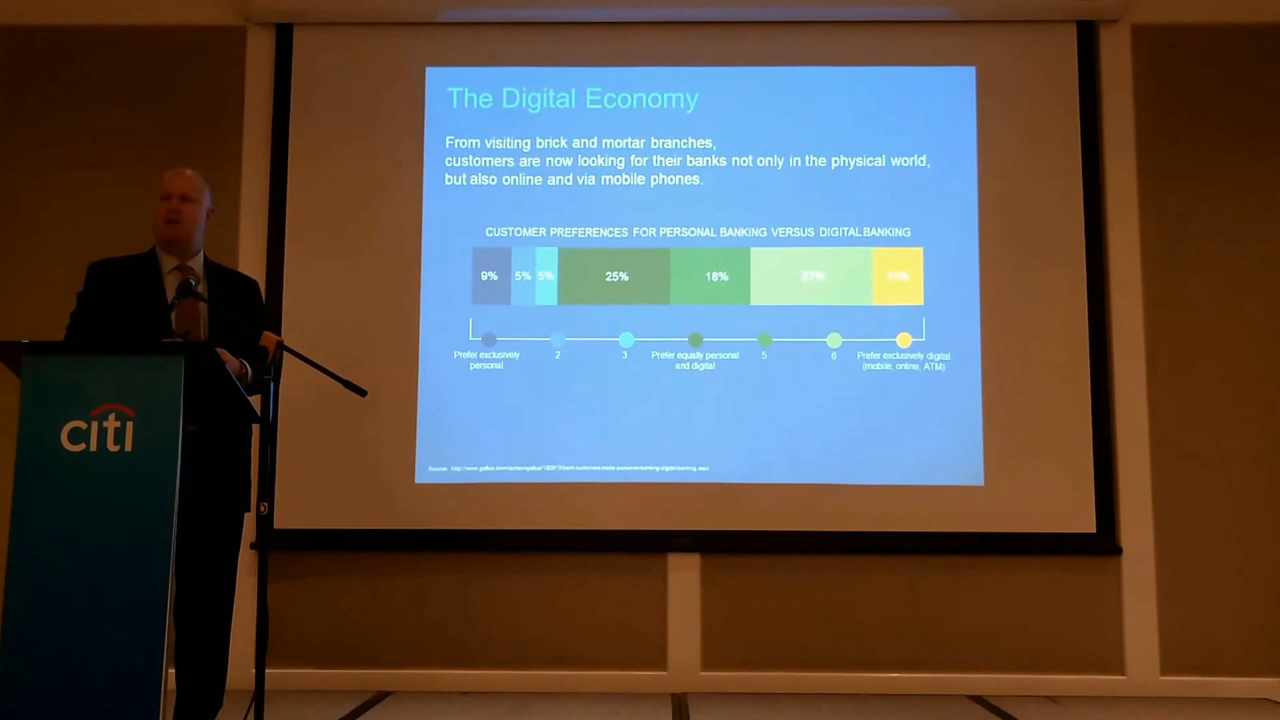 The Digital Economy
From visiting brick and mortar branches,
customers are now looking for their banks not only in the physical world,
but also online and via mobile phones.
CUSTOMER PREFERENCES FOR PERSONAL BANKING VERSUS DIGITAL BANKING
9% 5% 5% 25% 18% 27% 11%
Prefer exclusively
personal
2
3
Prefer equally personal
and digital
5
6
Prefer exclusively digital
(mobile, online, ATM)
Source:
citi